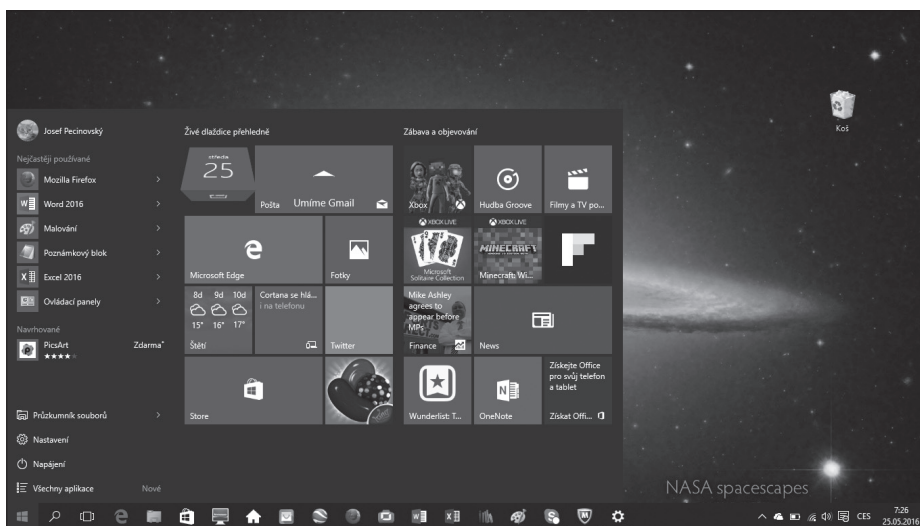 Josef Pecinovský
Nejčastěji používané
Mozilla Firefox
Word 2016
Malování
Poznámkový blok
Excel 2016
Ovládací panely
Navrhované
PicsArt Zdarma*
Průzkumník souborů
Nastavení
Napájení
Všechny aplikace Nové
Živé dlaždice přehledně
středa
25
Pošta Umíme Gmail
Microsoft Edge
Fotky
8d 9d 10d
15° 16° 17°
Štětí
Cortana se hlá...
i na telefonu
Twitter
Store
Zábava a objevování
Xbox
Hudba Groove
Filmy a TV po...
XBOX LIVE
Microsoft
Solitaire Collection
XBOX LIVE
MINECRAFT
Minecraft: Wi...
Mike Ashley
agrees to
appear before
MPs
Finance
News
Wunderlist: T...
OneNote
Získejte Office
pro svůj telefon
a tablet
Získat Offi...
Koš
NASA spacescapes
CES
7:26
25.05.2016